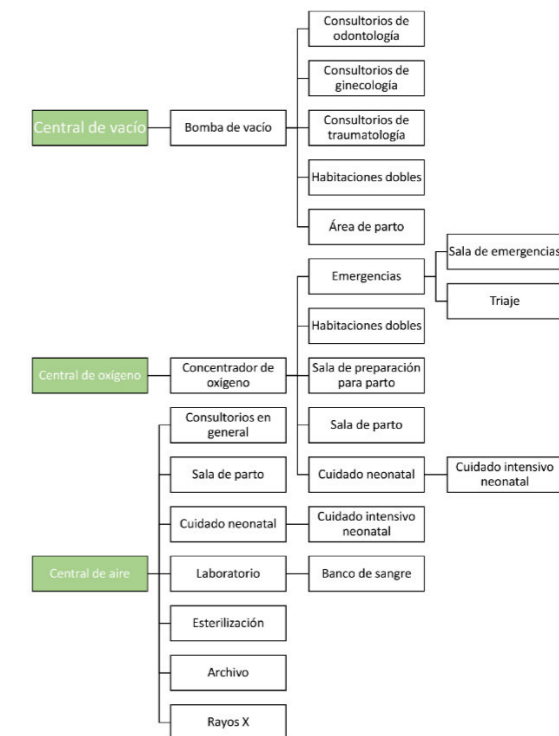 Central de vacío
Bomba de vacío
Consultorios de
odontología
Consultorios de
ginecología
Consultorios de
traumatología
Habitaciones dobles
Área de parto
Central de oxígeno
Concentrador de
oxígeno
Emergencias
Sala de emergencias
Triaje
Habitaciones dobles
Sala de preparación
para parto
Sala de parto
Cuidado neonatal
Cuidado intensivo
neonatal
Central de aire
Consultorios en
general
Sala de parto
Cuidado neonatal
Cuidado intensivo
neonatal
Laboratorio
Banco de sangre
Esterilización
Archivo
Rayos X